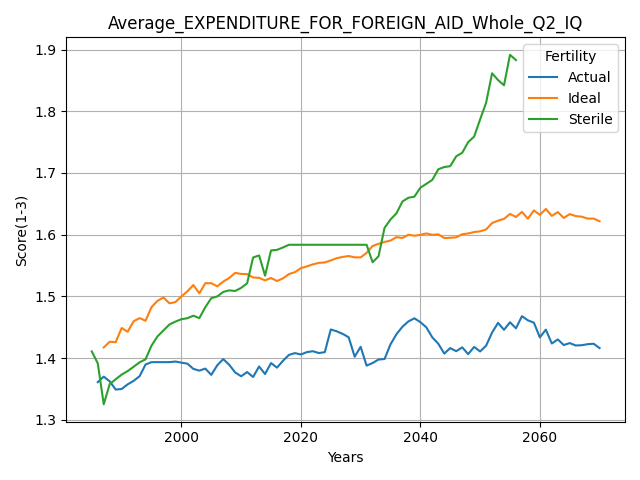 Average_EXPENDITURE_FOR_FOREIGN_AID_Whole_Q2_IQ
Fertility
Actual
Ideal
Sterile
Score(1-3)
1.9
1.8
1.7
1.6
1.5
1.4
1.3
2000
2020
2040
2060
Years